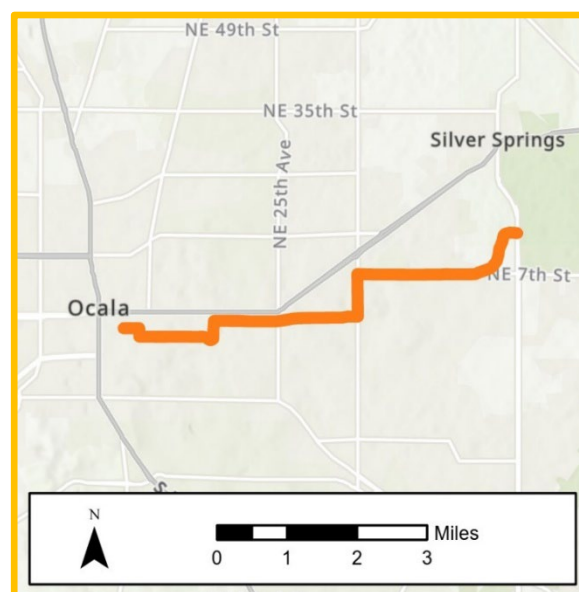 NE 49th St
NE 35th St
Silver Springs
NE 25th Ave
NE 7th St
Ocala
N
Miles
0 1 2 3